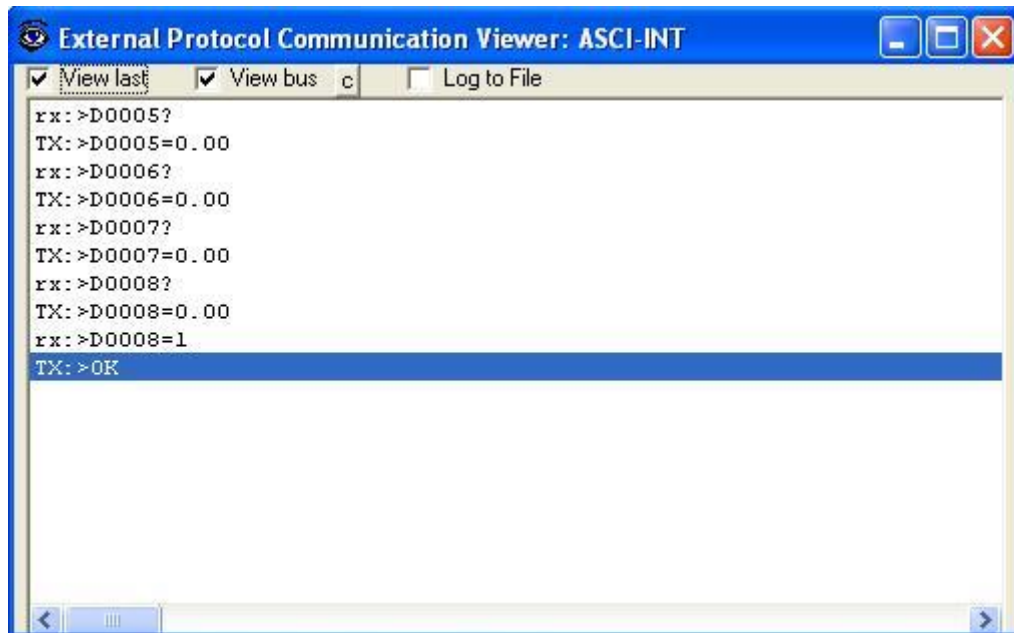 External Protocol Communication Viewer: ASCI-INT
View last View bus c Log to File
rx:>D0005?
TX:>D0005=0.00
rx:>D0006?
TX:>D0006=0.00
rx:>D0007?
TX:>D0007=0.00
rx:>D0008?
TX:>D0008=0.00
rx:>D0008=1
TX:>OK